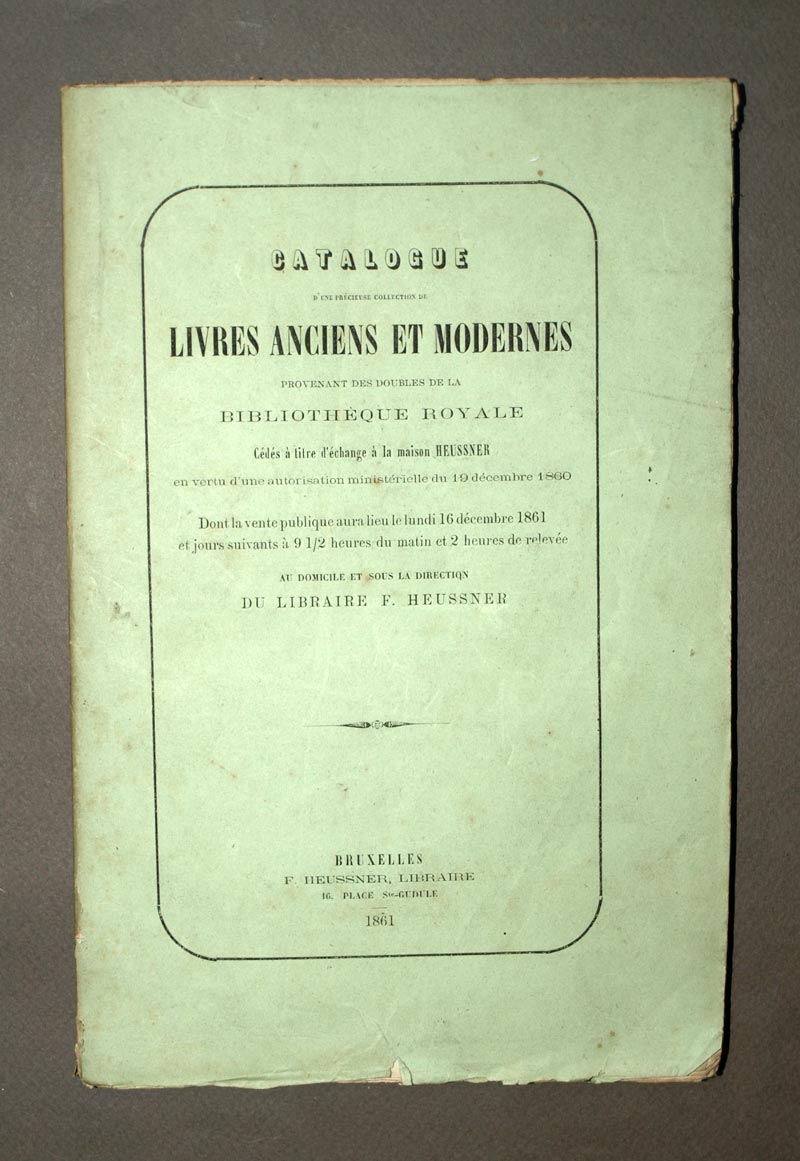 CATALOGUE
D'UNE PRÉCIEUSE COLLECTION DE
LIVRES ANCIENS ET MODERNES
PROVENANT DES DOUBLES DE LA
BIBLIOTHÈQUE ROYALE
Cédés à titre d'échange à la maison HEUSSNER
en vertu d'une autorisation ministérielle du 19 décembre 1860
Dont la vente publique aura lieu le lundi 16 décembre 1861
et jours suivants à 9 1/2 heures du matin et 2 heures de relevée
AU DOMICILE ET SOUS LA DIRECTION
DU LIBRAIRE F. HEUSSNER
BRUXELLES
F. HEUSSNER, LIBRAIRE
16, PLACE Ste-GUDULE
1861